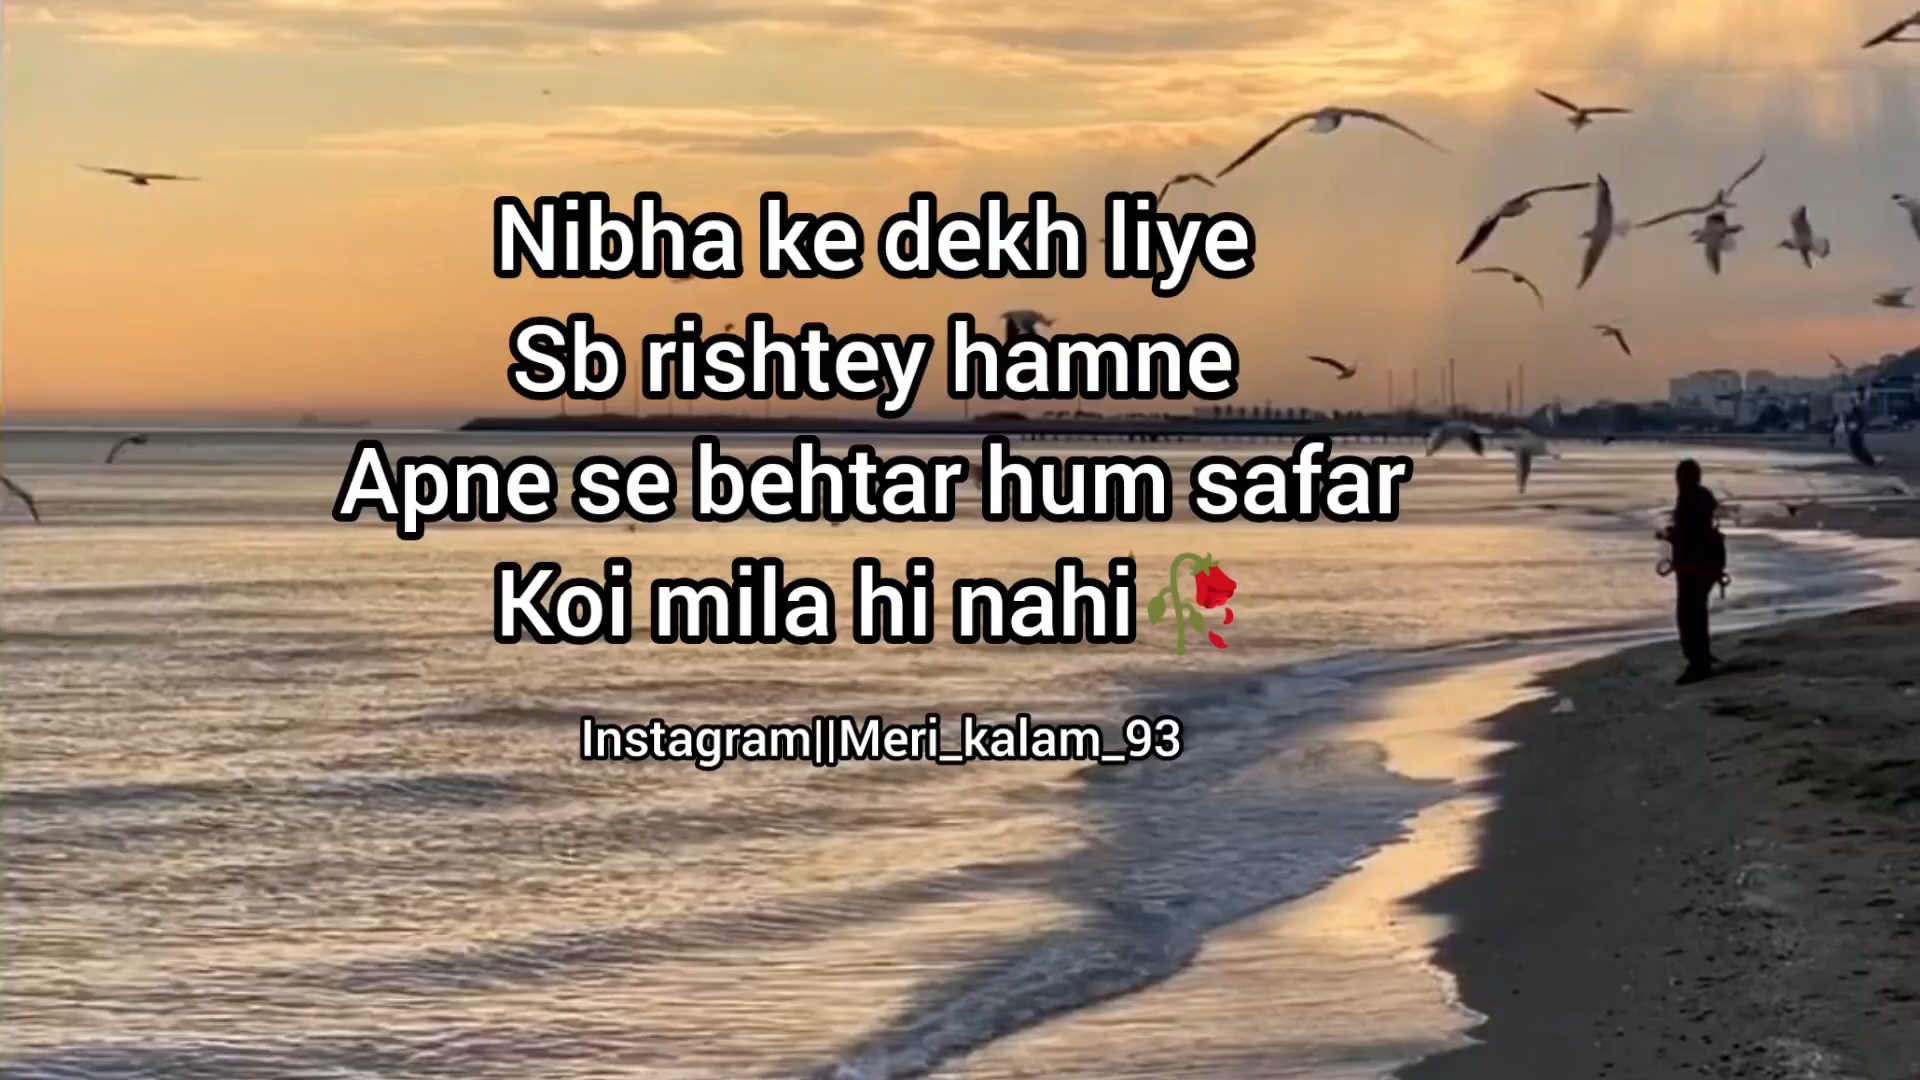 Nibha ke dekh liye
Sb rishtey hamne
Apne se behtar hum safar
Koi mila hi nahi🥀
Instagram||Meri_kalam_93